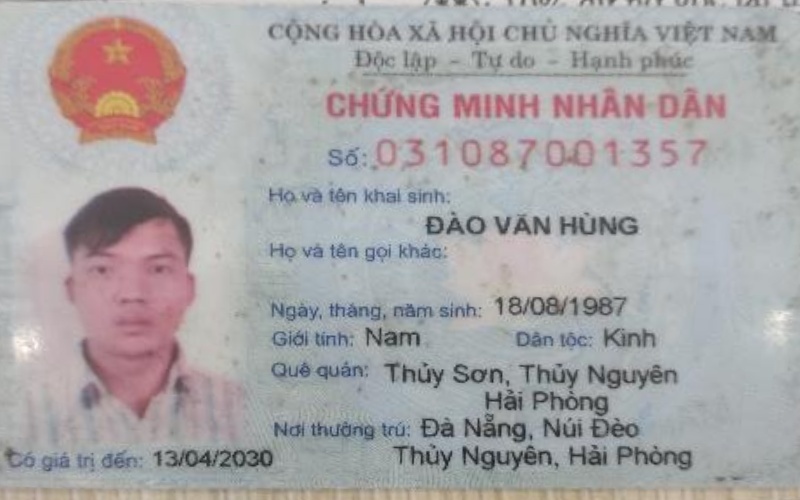 CỘNG HÒA XÃ HỘI CHỦ NGHĨA VIỆT NAM
Độc lập - Tự do - Hạnh phúc
CHỨNG MINH NHÂN DÂN
Số: 031087001357
Họ và tên khai sinh:
ĐÀO VĂN HÙNG
Họ và tên gọi khác:
Ngày, tháng, năm sinh: 18/08/1987
Giới tính: Nam Dân tộc: Kinh
Quê quán: Thủy Sơn, Thủy Nguyên
Hải Phòng
Nơi thường trú: Đà Nẵng, Núi Đèo
Thủy Nguyên, Hải Phòng
Có giá trị đến: 13/04/2030